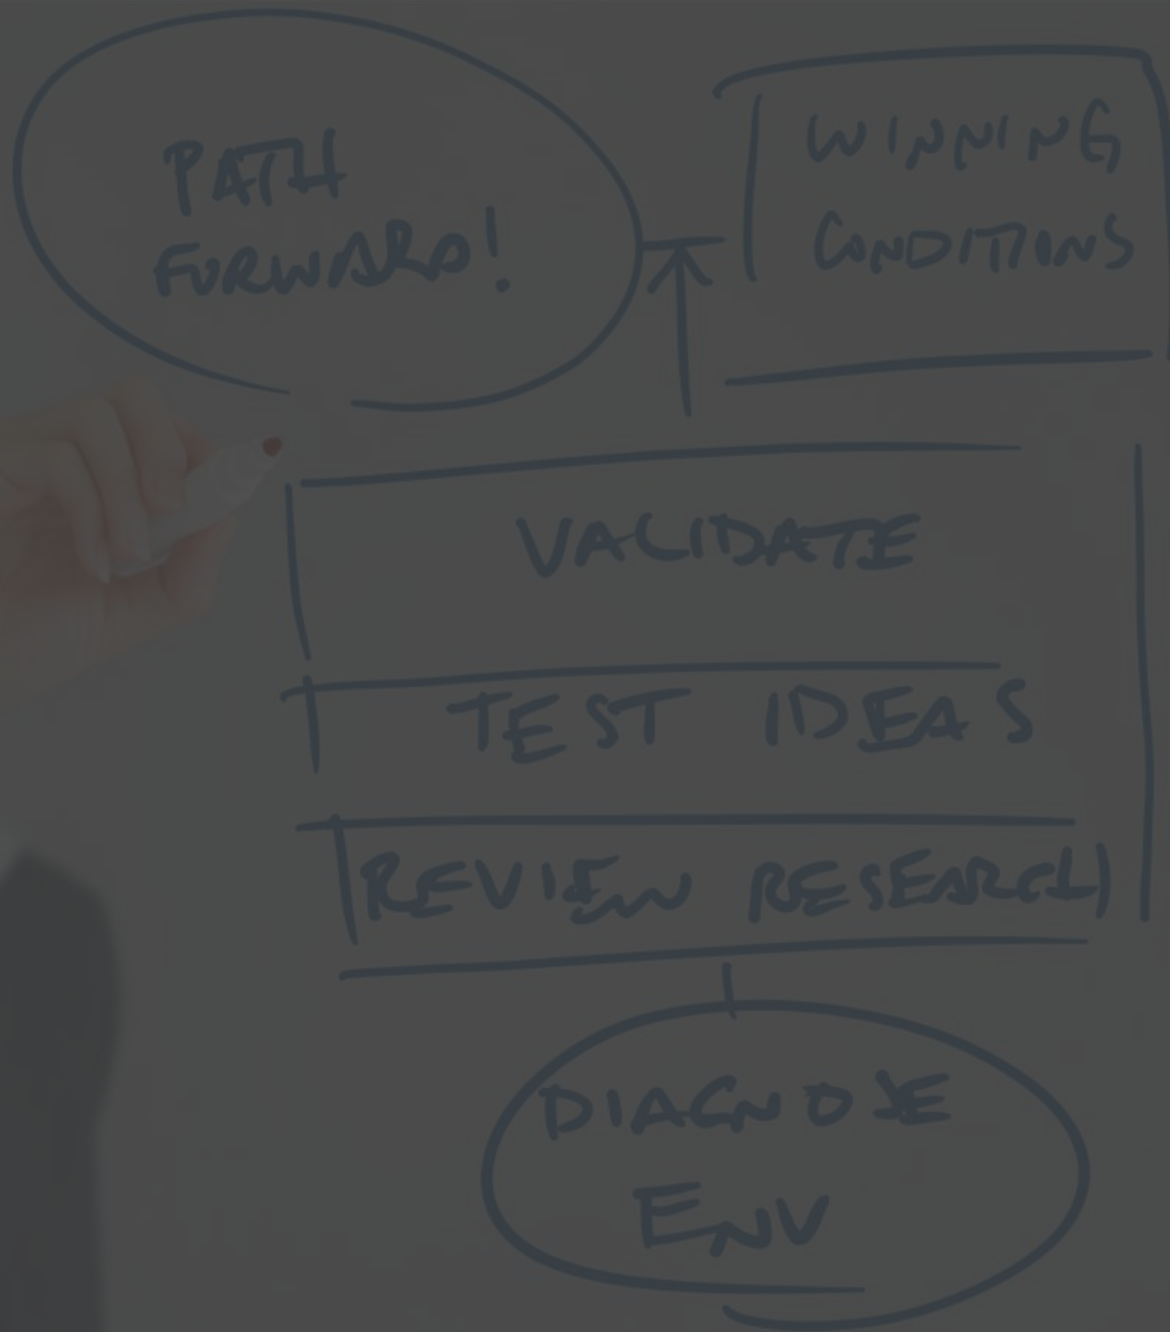 PATH
FORWARD!
WINNING
CONDITIONS
VALIDATE
TEST IDEAS
REVIEW RESEARCH
DIAGNOSE
ENV